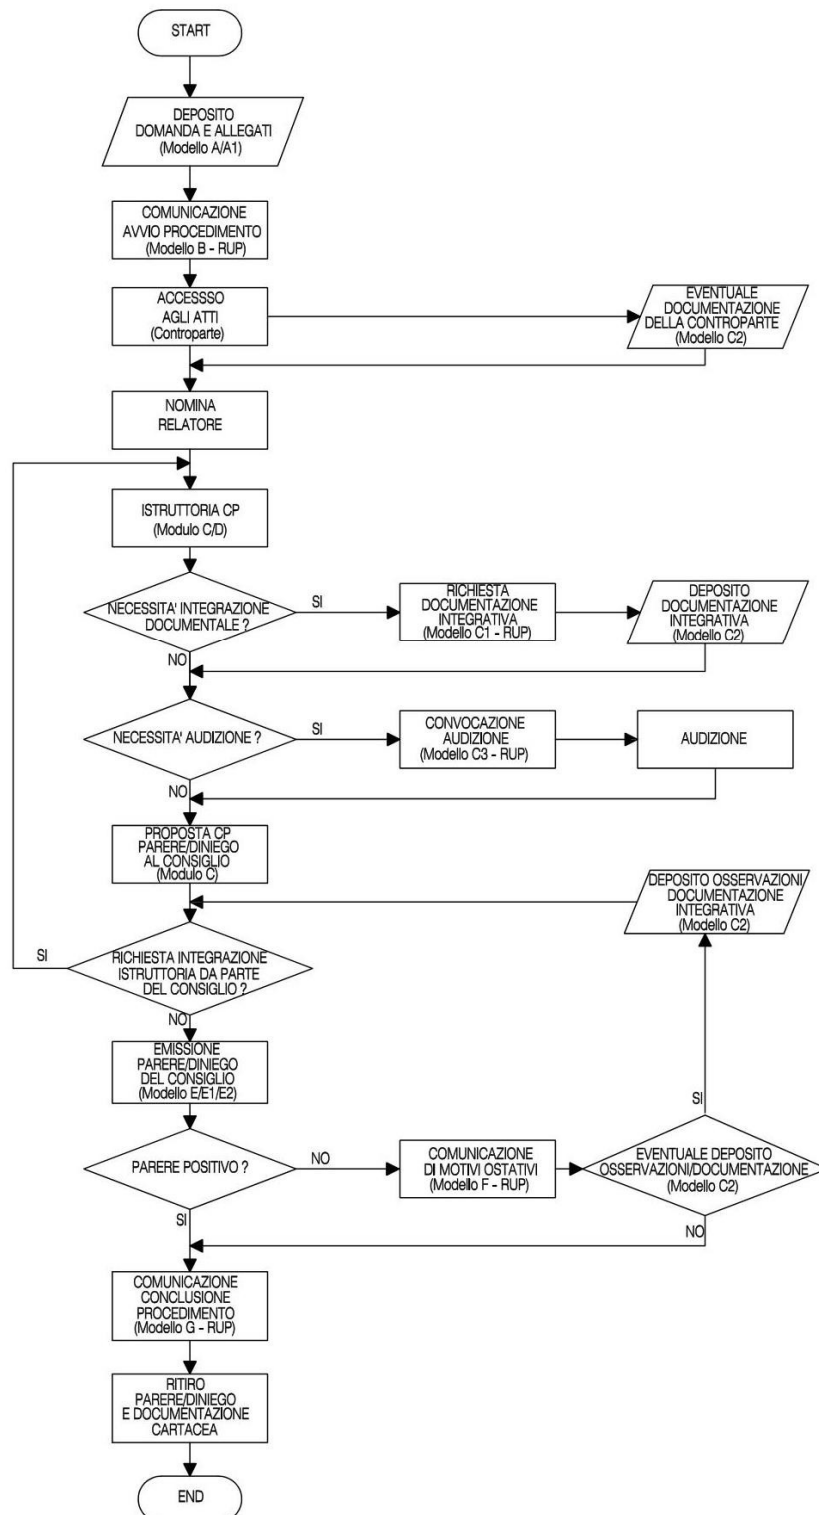 START
DEPOSITO
DOMANDA E ALLEGATI
(Modello A/A1)
COMUNICAZIONE
AVVIO PROCEDIMENTO
(Modello B - RUP)
ACCESSSO
AGLI ATTI
(Controparte)
EVENTUALE
DOCUMENTAZIONE
DELLA CONTROPARTE
(Modello C2)
NOMINA
RELATORE
ISTRUTTORIA CP
(Modulo C/D)
NECESSITA' INTEGRAZIONE
DOCUMENTALE ?
SI
RICHIESTA
DOCUMENTAZIONE
INTEGRATIVA
(Modello C1 - RUP)
DEPOSITO
DOCUMENTAZIONE
INTEGRATIVA
(Modello C2)
NO
NECESSITA' AUDIZIONE ?
SI
CONVOCAZIONE
AUDIZIONE
(Modello C3 - RUP)
AUDIZIONE
NO
PROPOSTA CP
PARERE/DINIEGO
AL CONSIGLIO
(Modulo C)
DEPOSITO OSSERVAZIONI
DOCUMENTAZIONE
INTEGRATIVA
(Modello C2)
SI
RICHIESTA INTEGRAZIONE
ISTRUTTORIA DA PARTE
DEL CONSIGLIO ?
NO
EMISSIONE
PARERE/DINIEGO
DEL CONSIGLIO
(Modello E/E1/E2)
SI
PARERE POSITIVO ?
NO
COMUNICAZIONE
DI MOTIVI OSTATIVI
(Modello F - RUP)
EVENTUALE DEPOSITO
OSSERVAZIONI/DOCUMENTAZIONE
(Modello C2)
SI
NO
COMUNICAZIONE
CONCLUSIONE
PROCEDIMENTO
(Modello G - RUP)
RITIRO
PARERE/DINIEGO
E DOCUMENTAZIONE
CARTACEA
END